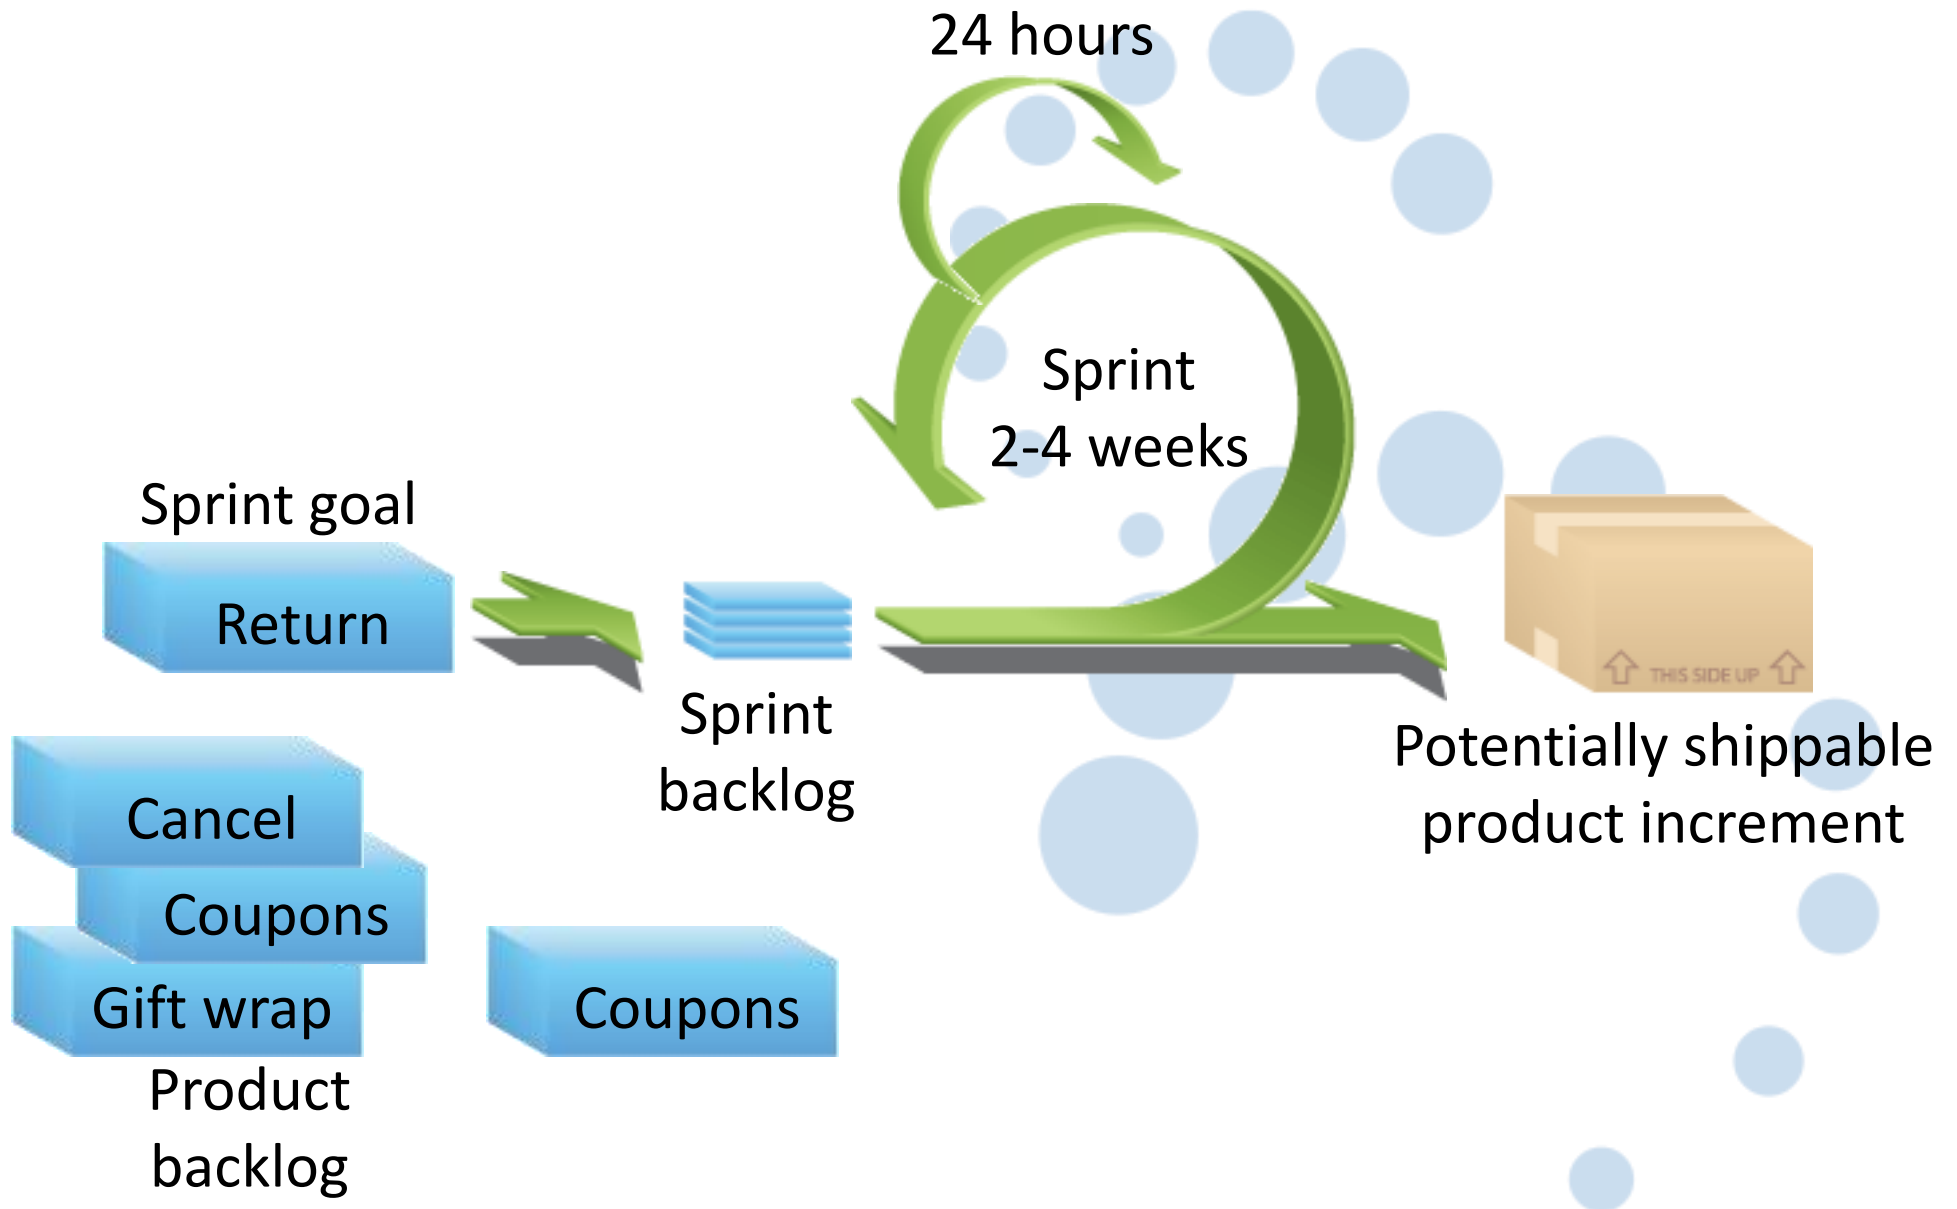 24 hours
Sprint
2-4 weeks
Sprint goal
Return
Sprint
backlog
THIS SIDE UP
Potentially shippable
product increment
Cancel
Coupons
Gift wrap
Coupons
Product
backlog